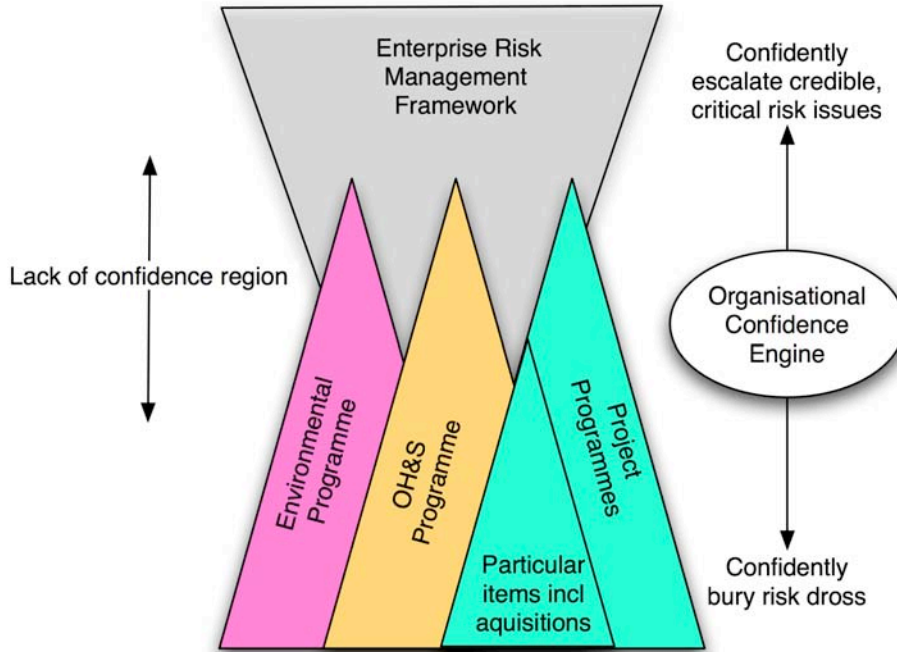 Enterprise Risk
Management
Framework
Confidently
escalate credible,
critical risk issues
Lack of confidence region
Organisational
Confidence
Engine
Environmental
Programme
OH&S
Programme
Project
Programmes
Particular
items incl
aquisitions
Confidently
bury risk dross